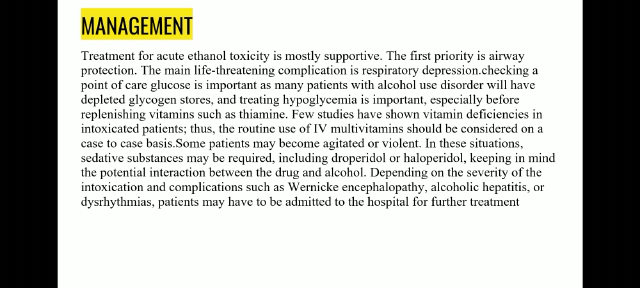 MANAGEMENT
Treatment for acute ethanol toxicity is mostly supportive. The first priority is airway
protection. The main life-threatening complication is respiratory depression.checking a
point of care glucose is important as many patients with alcohol use disorder will have
depleted glycogen stores, and treating hypoglycemia is important, especially before
replenishing vitamins such as thiamine. Few studies have shown vitamin deficiencies in
intoxicated patients; thus, the routine use of IV multivitamins should be considered on a
case to case basis.Some patients may become agitated or violent. In these situations,
sedative substances may be required, including droperidol or haloperidol, keeping in mind
the potential interaction between the drug and alcohol. Depending on the severity of the
intoxication and complications such as Wernicke encephalopathy, alcoholic hepatitis, or
dysrhythmias, patients may have to be admitted to the hospital for further treatment